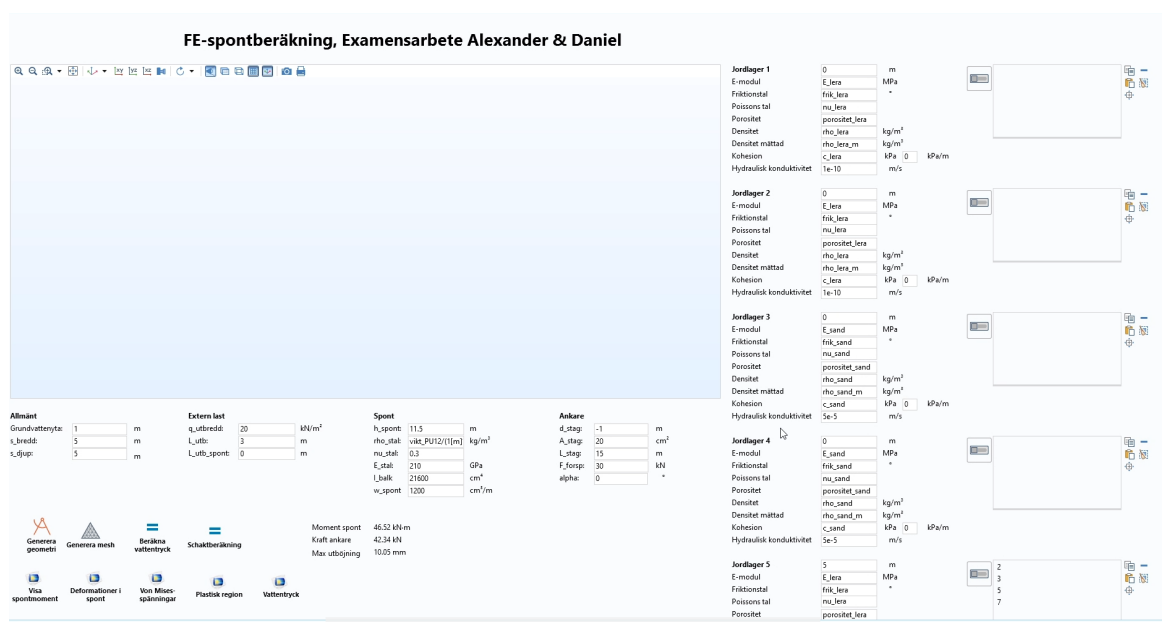 FE-spontberäkning, Examensarbete Alexander & Daniel
Jordlager 1 0 m
E-modul E_lera MPa
Friktionstal frik_lera °
Poissons tal nu_lera
Porositet porositet_lera
Densitet rho_lera kg/m³
Densitet mättad rho_lera_m kg/m³
Kohesion c_lera kPa 0 kPa/m
Hydraulisk konduktivitet 1e-10 m/s
Jordlager 2 0 m
E-modul E_lera MPa
Friktionstal frik_lera °
Poissons tal nu_lera
Porositet porositet_lera
Densitet rho_lera kg/m³
Densitet mättad rho_lera_m kg/m³
Kohesion c_lera kPa 0 kPa/m
Hydraulisk konduktivitet 1e-10 m/s
Jordlager 3 0 m
E-modul E_sand MPa
Friktionstal frik_sand °
Poissons tal nu_sand
Porositet porositet_sand
Densitet rho_sand kg/m³
Densitet mättad rho_sand_m kg/m³
Kohesion c_sand kPa 0 kPa/m
Hydraulisk konduktivitet 5e-5 m/s
Jordlager 4 0 m
E-modul E_sand MPa
Friktionstal frik_sand °
Poissons tal nu_sand
Porositet porositet_sand
Densitet rho_sand kg/m³
Densitet mättad rho_sand_m kg/m³
Kohesion c_sand kPa 0 kPa/m
Hydraulisk konduktivitet 5e-5 m/s
Jordlager 5 5 m
E-modul E_lera MPa
Friktionstal frik_lera °
Poissons tal nu_lera
Porositet porositet_lera
2
3
5
7
Allmänt
Grundvattenyta: 1 m
s_bredd: 5 m
s_djup: 5 m
Extern last
q_utbredd: 20 kN/m²
L_utb: 3 m
L_utb_spont: 0 m
Spont
h_spont: 11.5 m
rho_stal: vikt_PU12/(1[m] kg/m³
nu_stal: 0.3
E_stal: 210 GPa
I_balk 21600 cm⁴
w_spont 1200 cm³/m
Ankare
d_stag: -1 m
A_stag: 20 cm²
L_stag: 15 m
F_forsp: 30 kN
alpha: 0 °
Generera
geometri
Generera mesh
Beräkna
vattentryck
Schaktberäkning
Moment spont 46.52 kN·m
Kraft ankare 42.34 kN
Max utböjning 10.05 mm
Visa
spontmoment
Deformationer i
spont
Von Mises-
spänningar
Plastisk region
Vattentryck